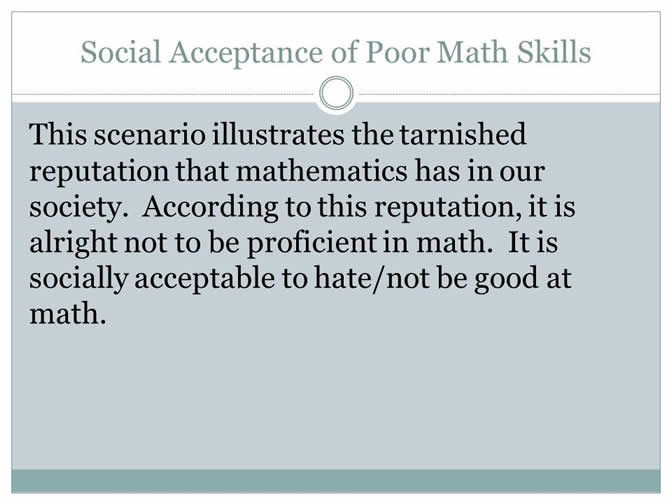 Social Acceptance of Poor Math Skills
This scenario illustrates the tarnished
reputation that mathematics has in our
society.  According to this reputation, it is
alright not to be proficient in math.  It is
socially acceptable to hate/not be good at
math.